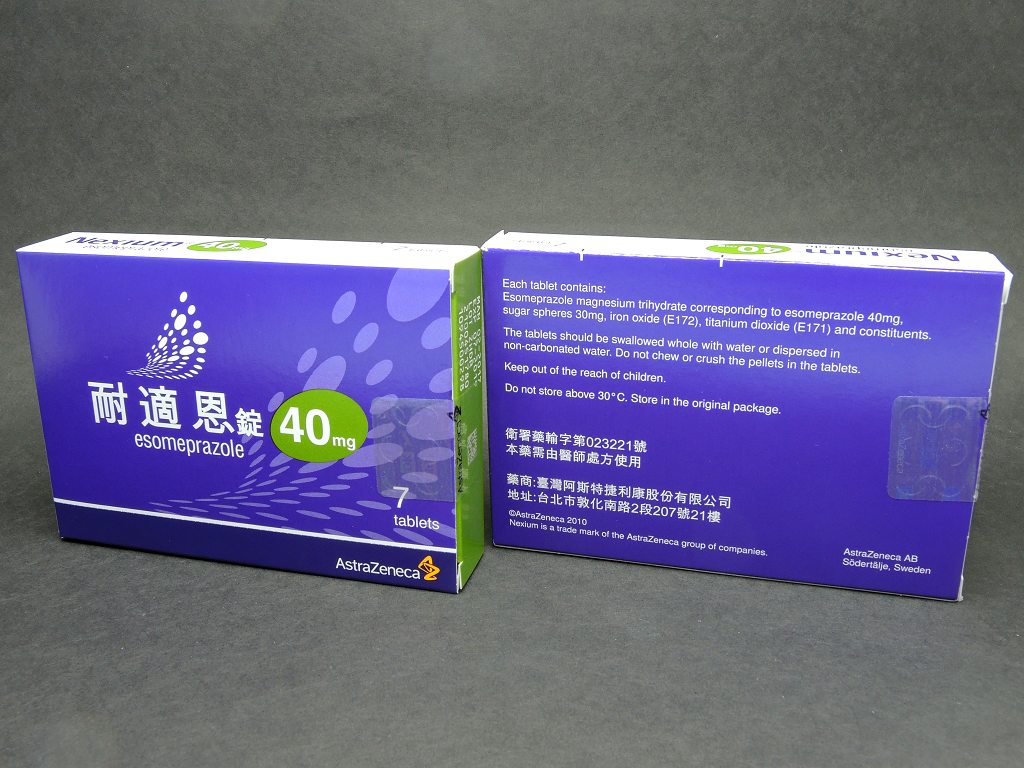 Nexium 40mg
esomeprazole
耐適恩錠 40mg
esomeprazole
7
tablets
AstraZeneca
Nexium 40mg
esomeprazole
Each tablet contains:
Esomeprazole magnesium trihydrate corresponding to esomeprazole 40mg,
sugar spheres 30mg, iron oxide (E172), titanium dioxide (E171) and constituents.
The tablets should be swallowed whole with water or dispersed in
non-carbonated water. Do not chew or crush the pellets in the tablets.
Keep out of the reach of children.
Do not store above 30°C. Store in the original package.
衛署藥輸字第023221號
本藥需由醫師處方使用
藥商:臺灣阿斯特捷利康股份有限公司
地址:台北市敦化南路2段207號21樓
©AstraZeneca 2010
Nexium is a trade mark of the AstraZeneca group of companies.
AstraZeneca AB
Södertälje, Sweden